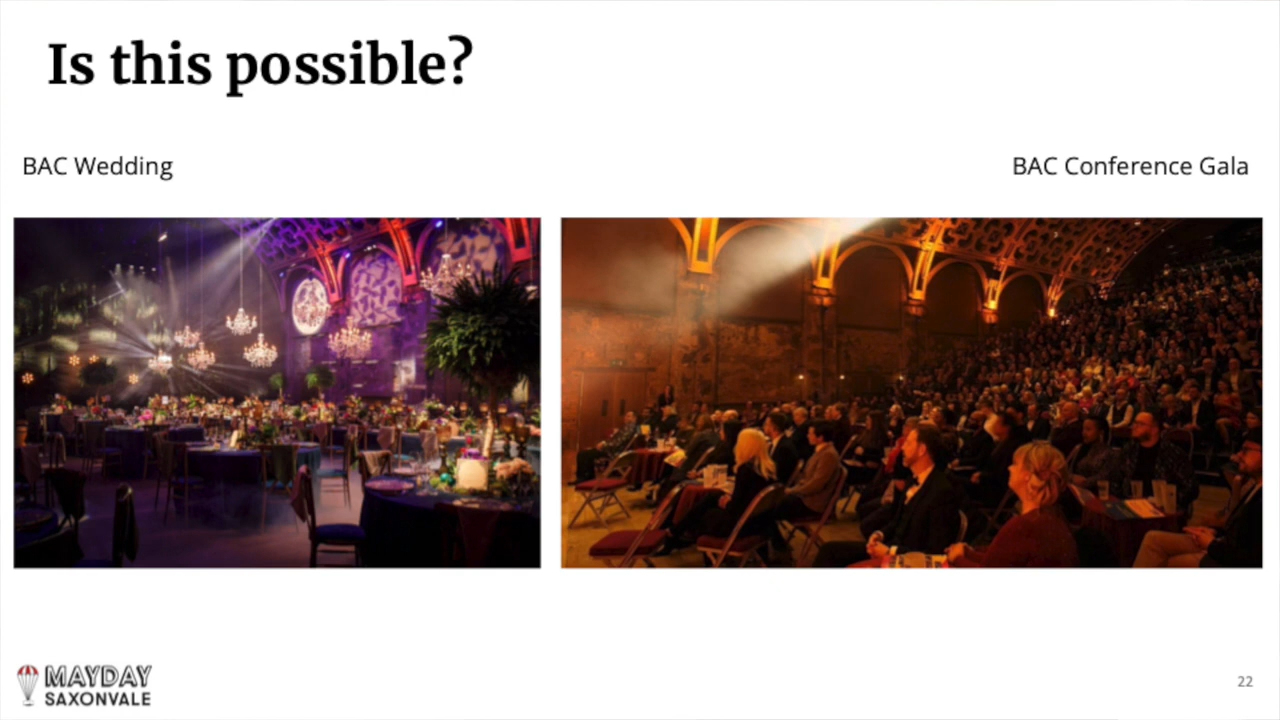 Is this possible?
BAC Wedding
BAC Conference Gala
MAYDAY
SAXONVALE
22